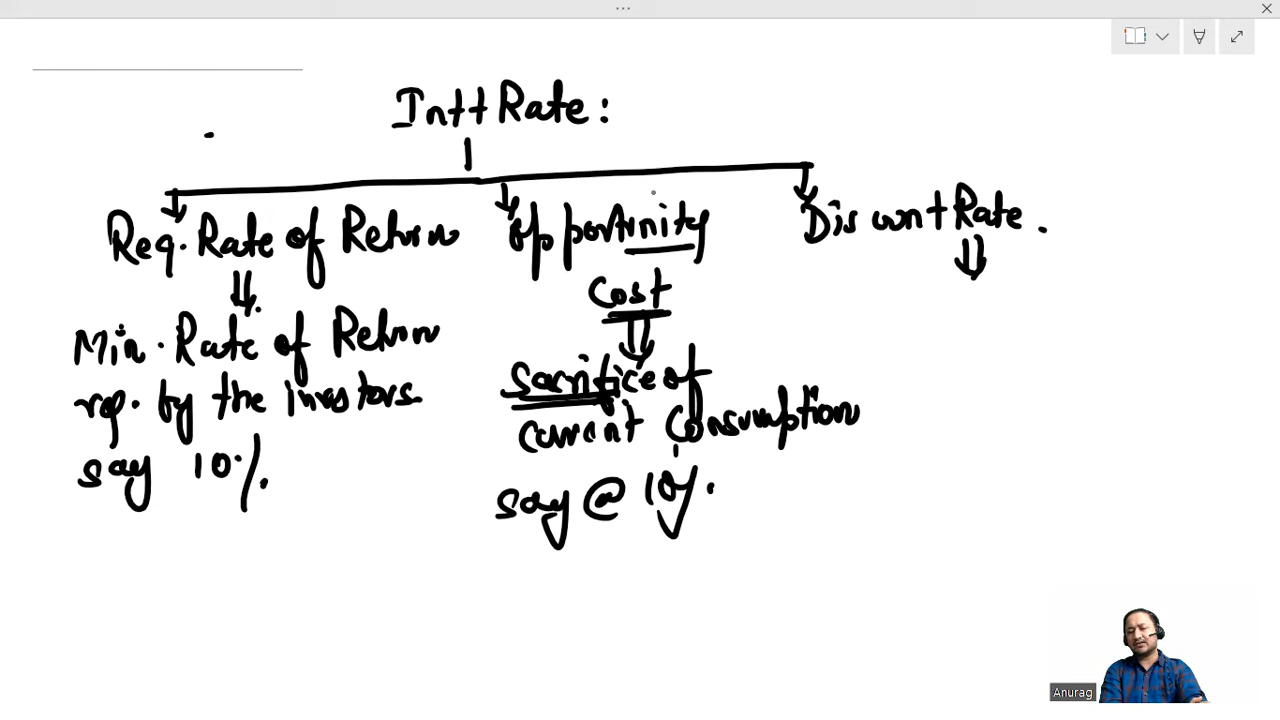 Intt Rate:
Req. Rate of Return
Opportunity
Cost
Discount Rate.
Min. Rate of Return
req. by the investors
say 10%.
sacrifice of
current consumption
say @ 10%.
Anurag